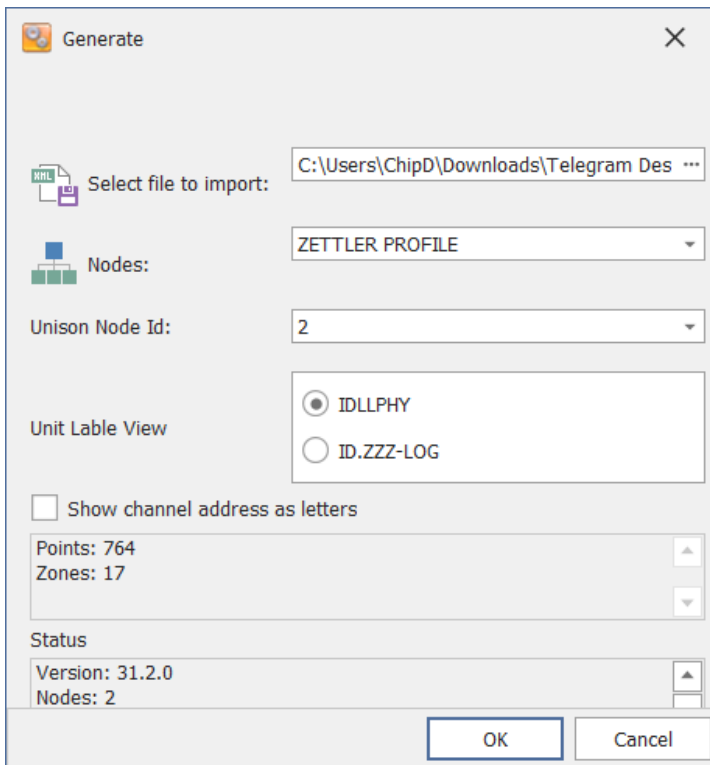 Generate
XML
Select file to import:
C:\Users\ChipD\Downloads\Telegram Des ...
Nodes:
ZETTLER PROFILE
Unison Node Id:
2
Unit Lable View
IDLLPHY
ID.ZZZ-LOG
Show channel address as letters
Points: 764
Zones: 17
Status
Version: 31.2.0
Nodes: 2
OK
Cancel